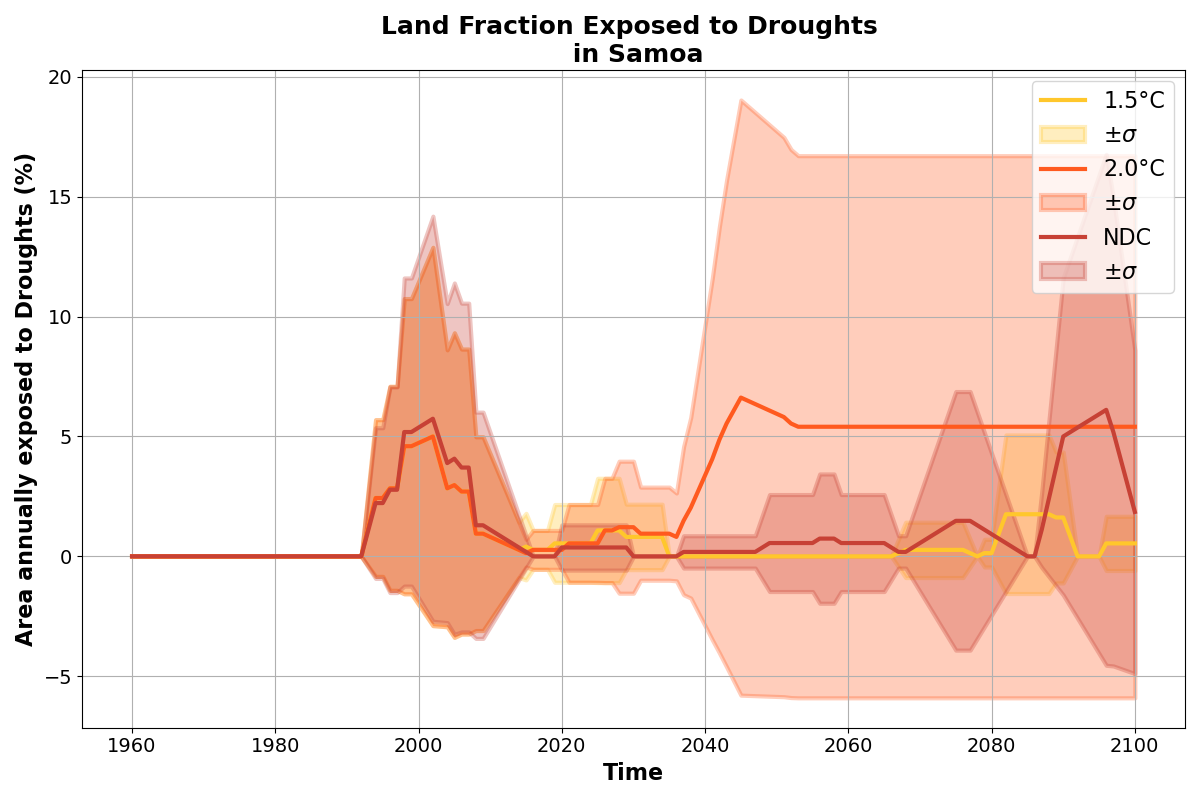 Land Fraction Exposed to Droughts
in Samoa
Area annually exposed to Droughts (%)
20
15
10
5
0
−5
1960
1980
2000
2020
2040
2060
2080
2100
Time
1.5°C
±σ
2.0°C
±σ
NDC
±σ